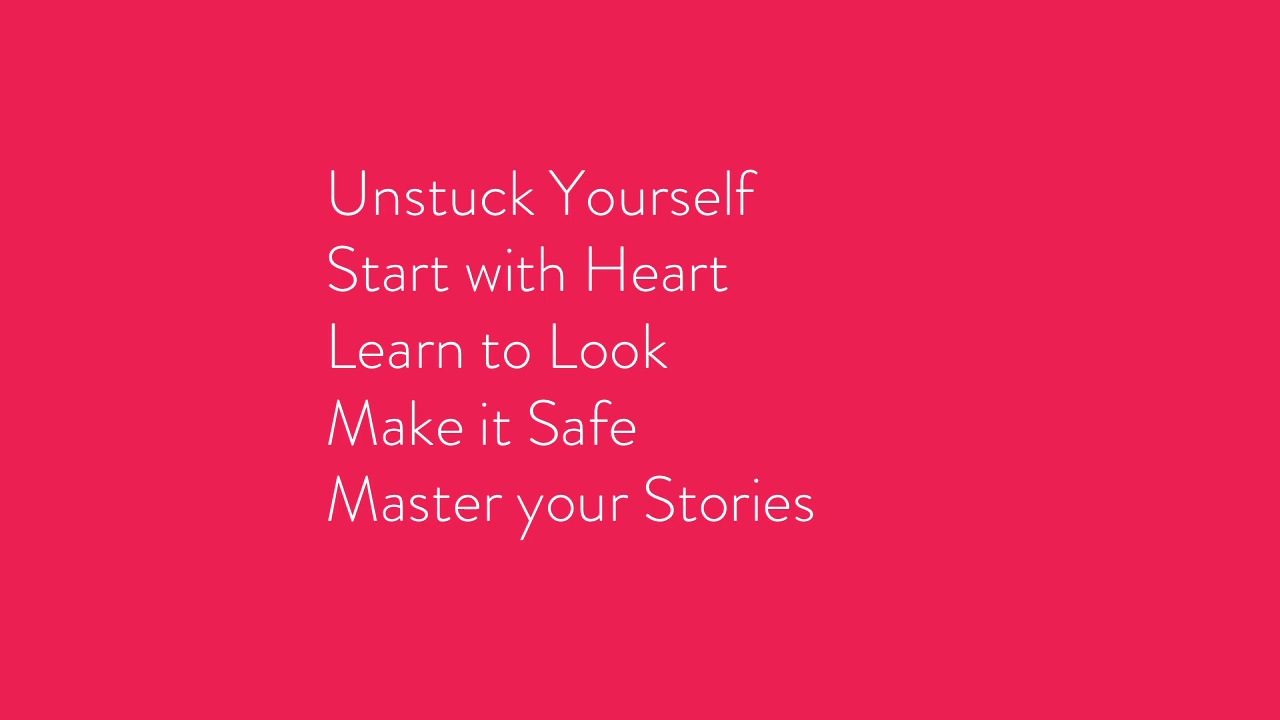 Unstuck Yourself
Start with Heart
Learn to Look
Make it Safe
Master your Stories